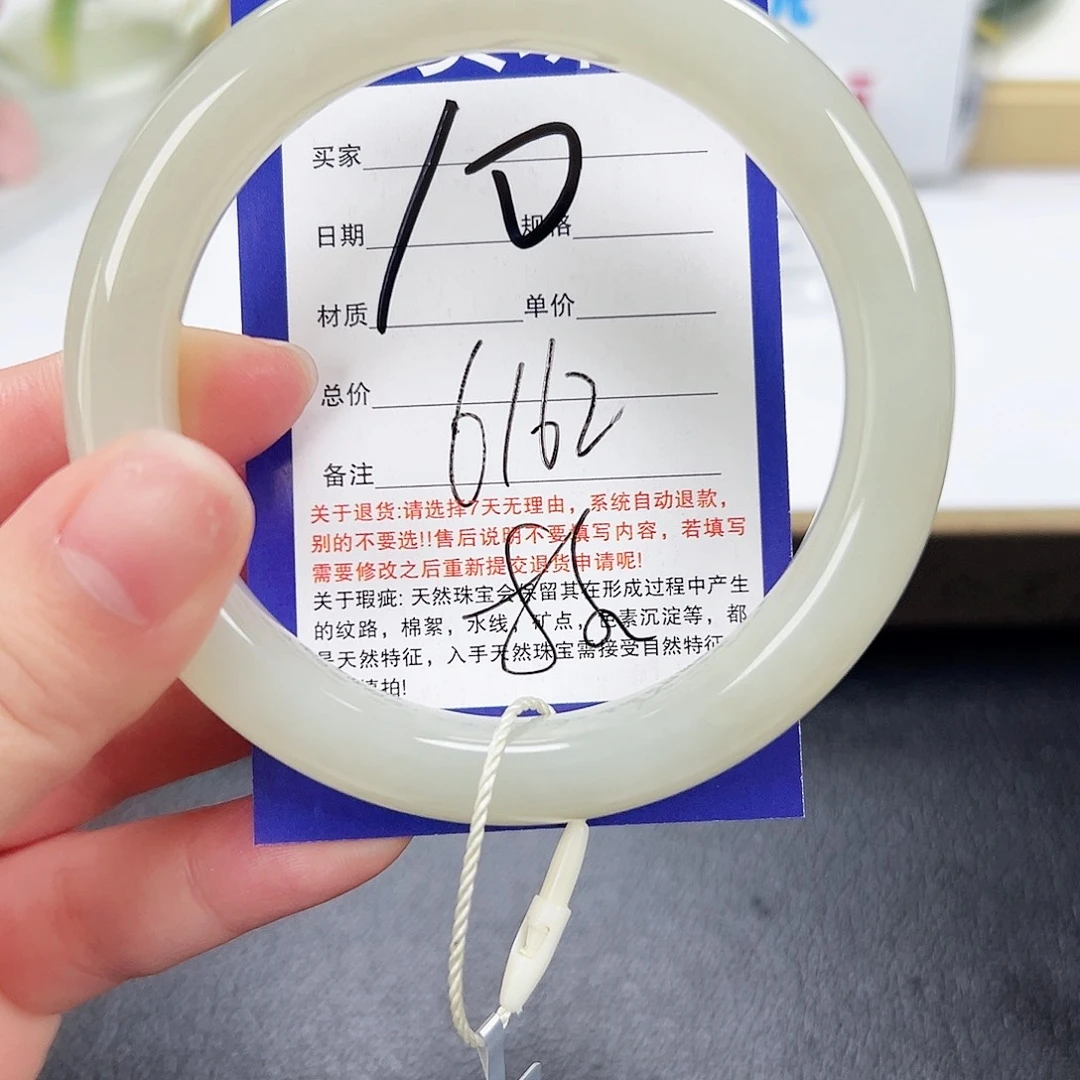 买家
10
日期 规格
材质 单价
总价
6162
备注
关于退货:请选择7天无理由，系统自动退款，
别的不要选!!售后说明不要填写内容，若填写
需要修改之后重新提交退货申请呢!
关于瑕疵: 天然珠宝会保留其在形成过程中产生
的纹路，棉絮，水线，矿点，色素沉淀等，都
是天然特征，入手天然珠宝需接受自然特征
慎拍!